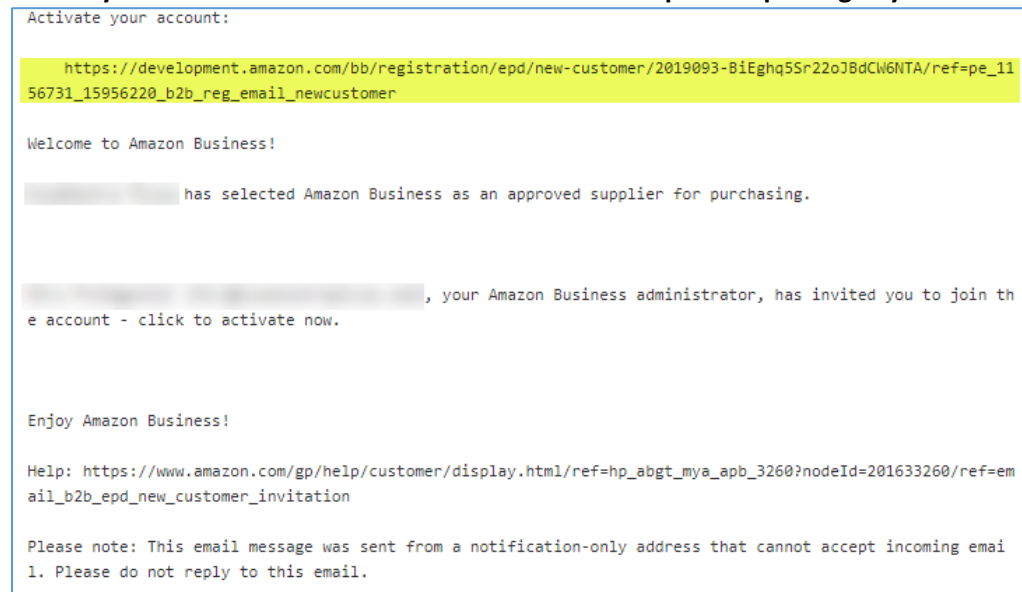 Activate your account:
https://development.amazon.com/bb/registration/epd/new-customer/2019093-BiEghq5Sr22oJBdCW6NTA/ref=pe_11
56731_15956220_b2b_reg_email_newcustomer
Welcome to Amazon Business!
has selected Amazon Business as an approved supplier for purchasing.
, your Amazon Business administrator, has invited you to join th
e account - click to activate now.
Enjoy Amazon Business!
Help: https://www.amazon.com/gp/help/customer/display.html/ref=hp_abgt_mya_apb_3260?nodeId=201633260/ref=em
ail_b2b_epd_new_customer_invitation
Please note: This email message was sent from a notification-only address that cannot accept incoming emai
l. Please do not reply to this email.